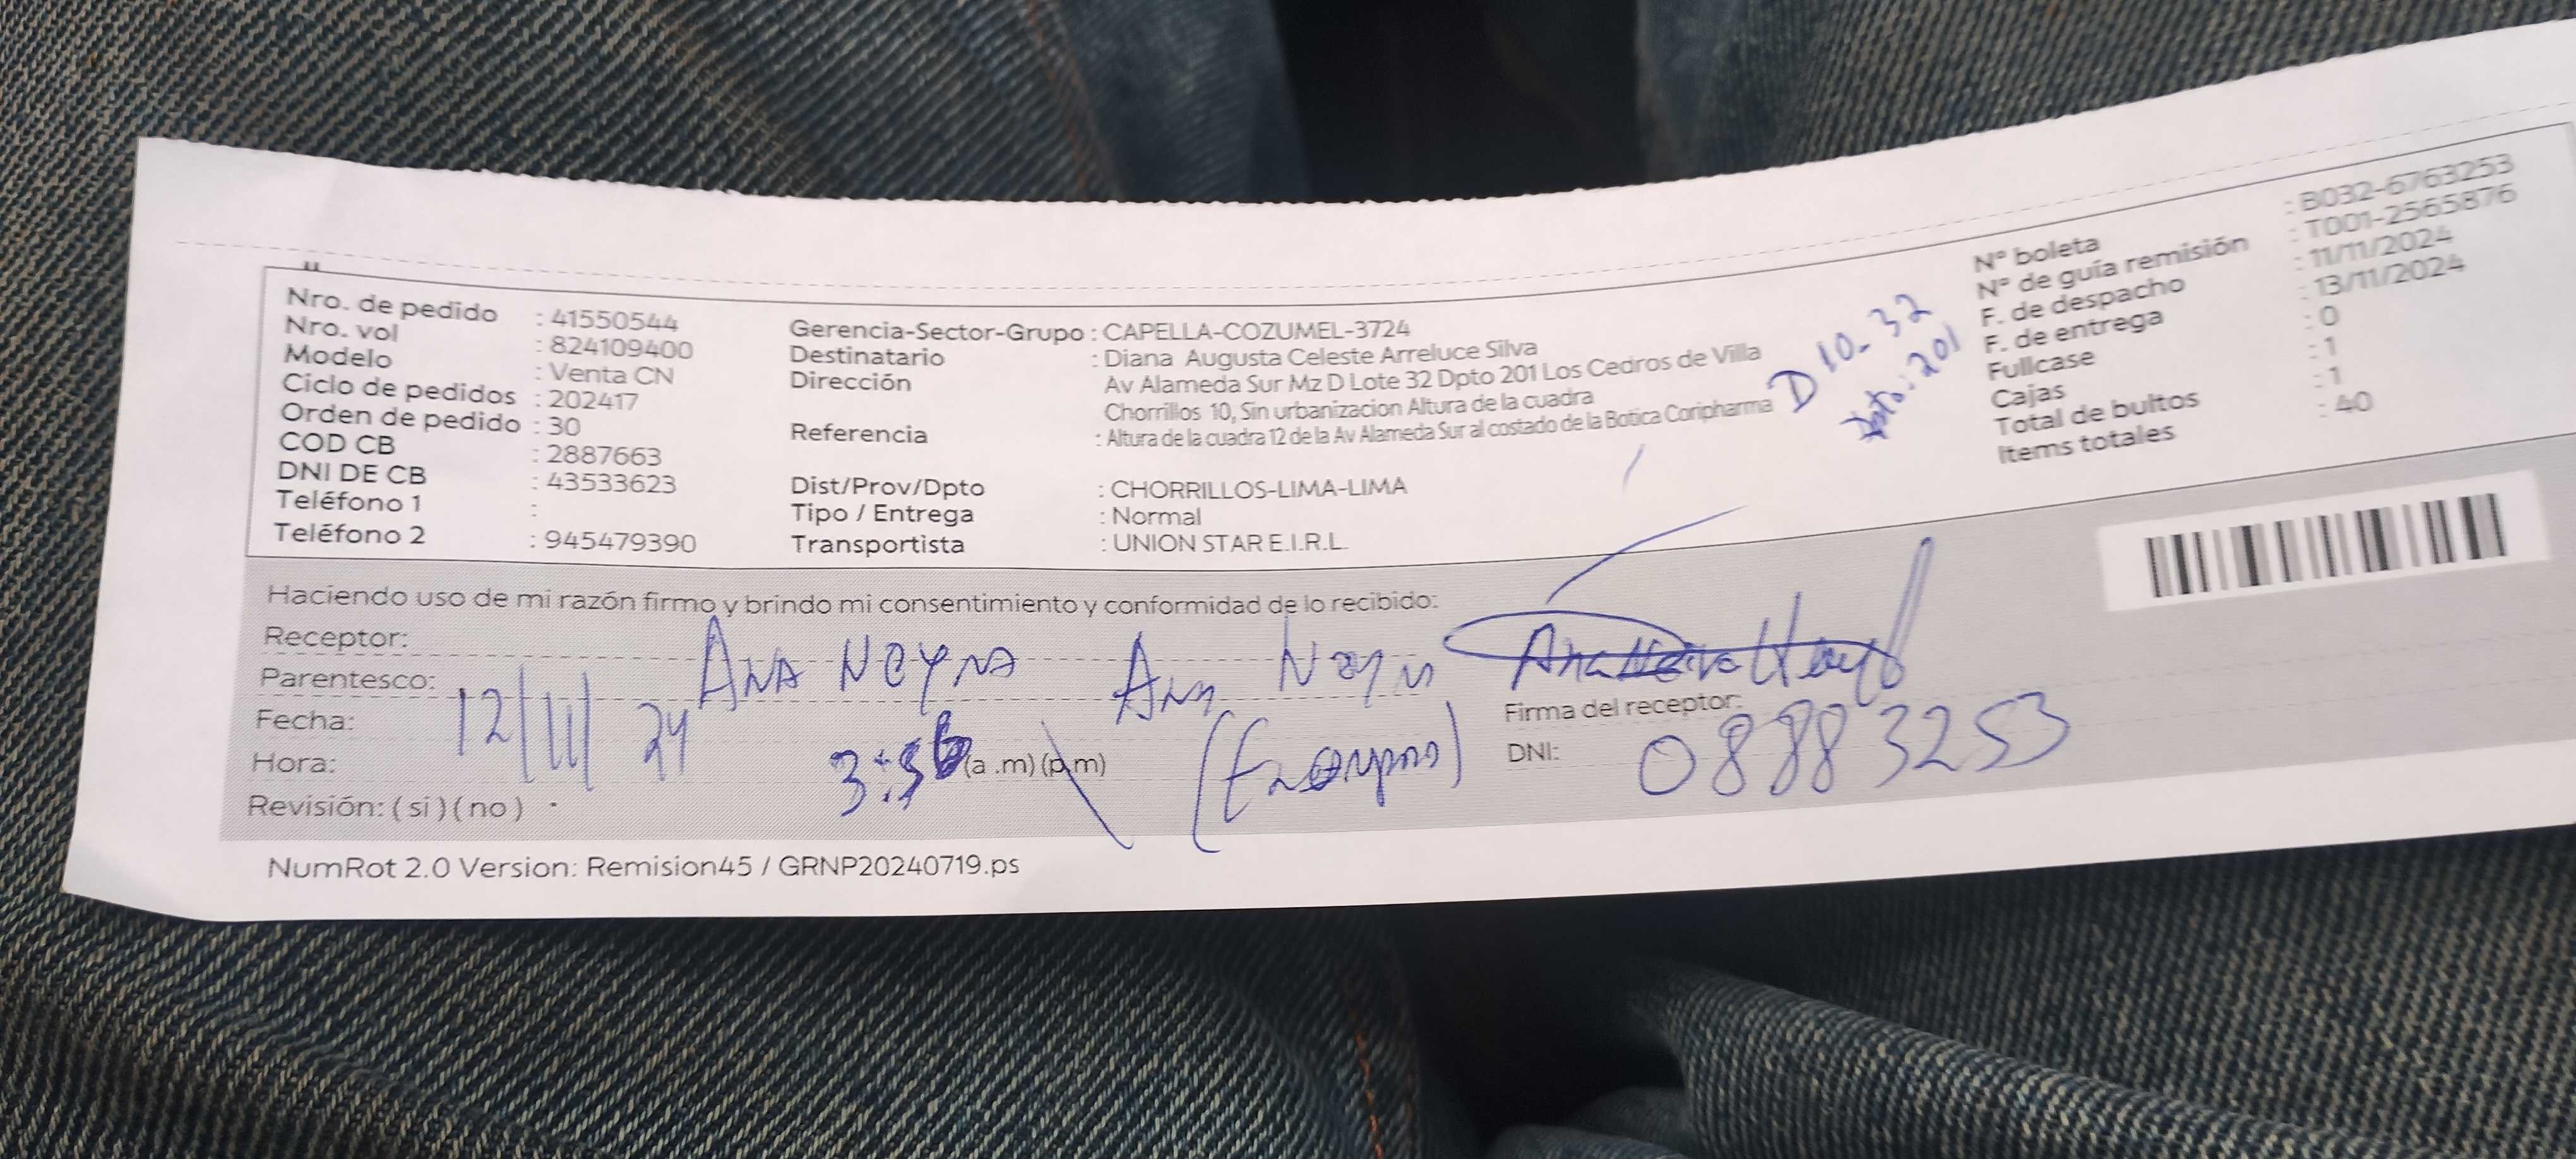 Nro. de pedido : 41550544
Nro. vol : 824109400
Modelo : Venta CN
Ciclo de pedidos : 202417
Orden de pedido : 30
COD CB : 2887663
DNI DE CB : 43533623
Teléfono 1 :
Teléfono 2 : 945479390
Gerencia-Sector-Grupo : CAPELLA-COZUMEL-3724
Destinatario : Diana Augusta Celeste Arreluce Silva
Dirección Av Alameda Sur Mz D Lote 32 Dpto 201 Los Cedros de Villa
Chorrillos 10, Sin urbanizacion Altura de la cuadra
Referencia : Altura de la cuadra 12 de la Av Alameda Sur al costado de la Botica Coripharma
Dist/Prov/Dpto : CHORRILLOS-LIMA-LIMA
Tipo / Entrega : Normal
Transportista : UNION STAR E.I.R.L.
D 10-32
Dpto: 201
N° boleta : B032-6763253
N° de guía remisión : T001-2565876
F. de despacho : 11/11/2024
F. de entrega : 13/11/2024
Fullcase : 0
Cajas : 1
Total de bultos : 1
Items totales : 40
Haciendo uso de mi razón firmo y brindo mi consentimiento y conformidad de lo recibido:
Receptor: ANA NEYRA Ana
Parentesco:
Fecha: 12/11/24
Hora: 3:56 (a .m) (p.m)
Revisión: ( si ) ( no )
Firma del receptor:
DNI: 08883253
NumRot 2.0 Version: Remision45 / GRNP20240719.ps